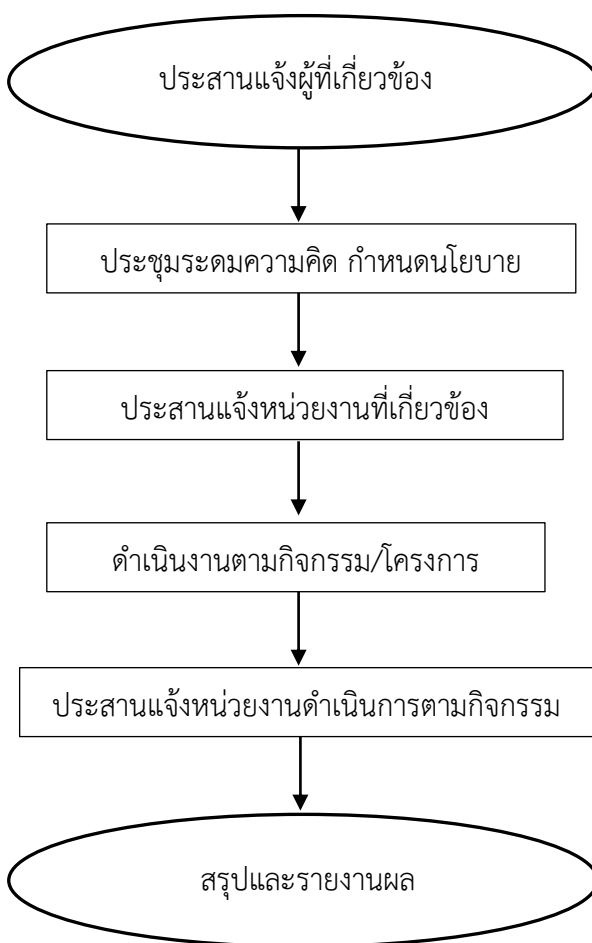 ประสานแจ้งผู้ที่เกี่ยวข้อง
ประชุมระดมความคิด กำหนดนโยบาย
ประสานแจ้งหน่วยงานที่เกี่ยวข้อง
ดำเนินงานตามกิจกรรม/โครงการ
ประสานแจ้งหน่วยงานดำเนินการตามกิจกรรม
สรุปและรายงานผล